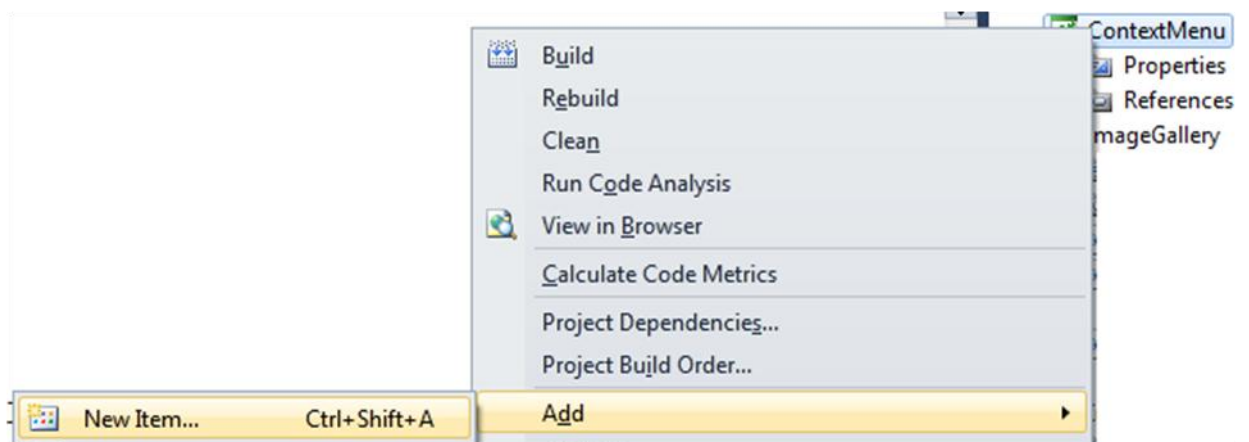 ContextMenu
Build
Properties
Rebuild
References
Clean
mageGallery
Run Code Analysis
View in Browser
Calculate Code Metrics
Project Dependencies...
Project Build Order...
New Item... Ctrl+Shift+A
Add